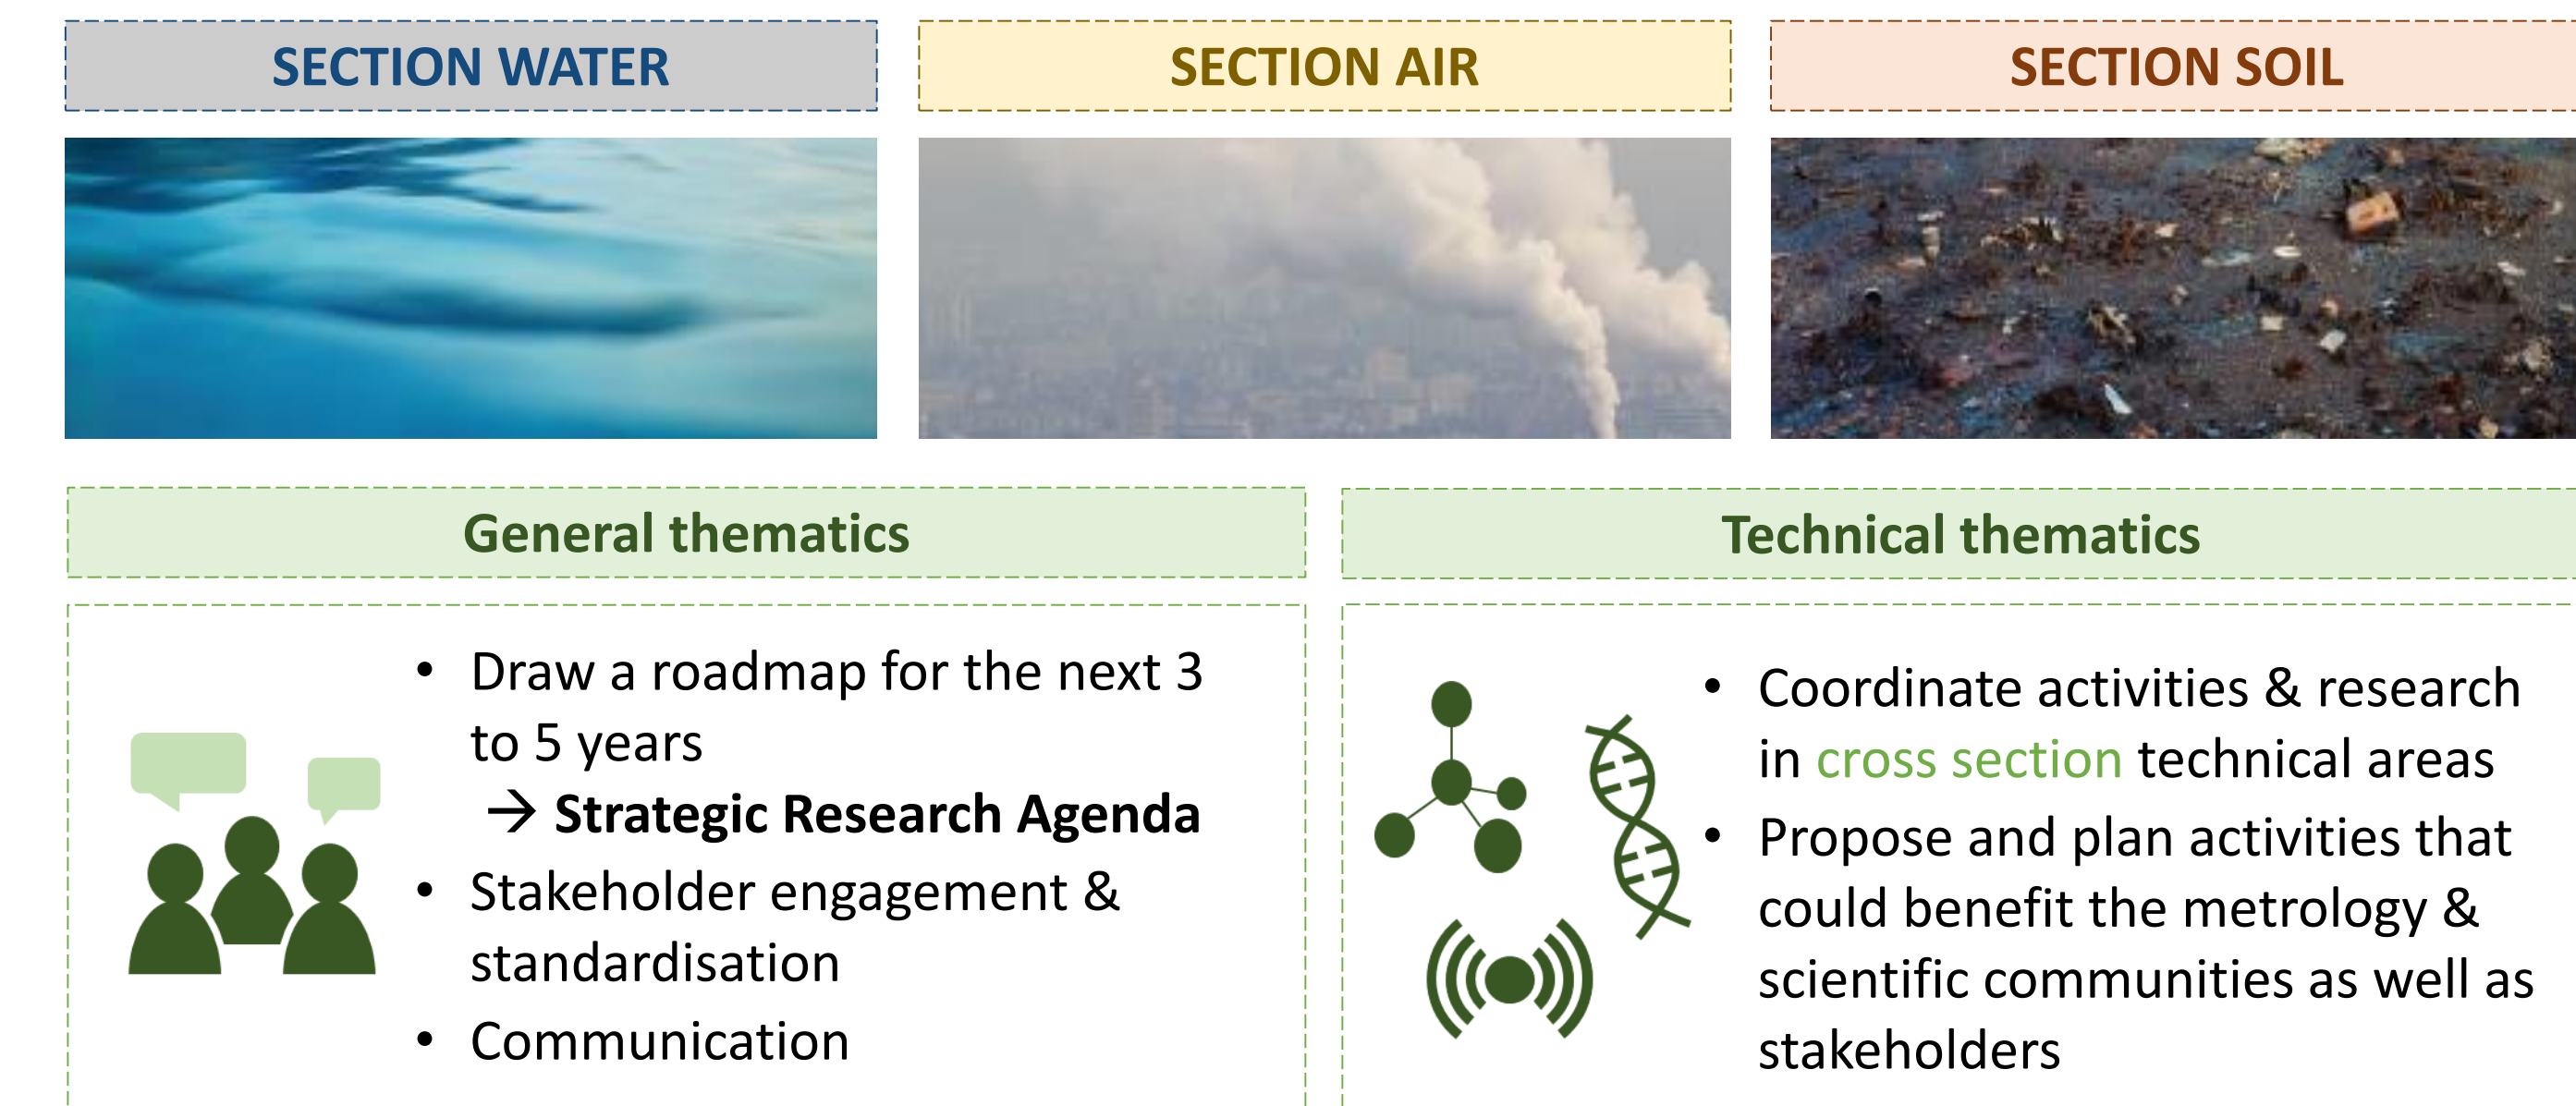 SECTION WATER
SECTION AIR
SECTION SOIL
General thematics
• Draw a roadmap for the next 3
to 5 years
→ Strategic Research Agenda
• Stakeholder engagement &
standardisation
• Communication
Technical thematics
• Coordinate activities & research
in cross section technical areas
• Propose and plan activities that
could benefit the metrology &
scientific communities as well as
stakeholders